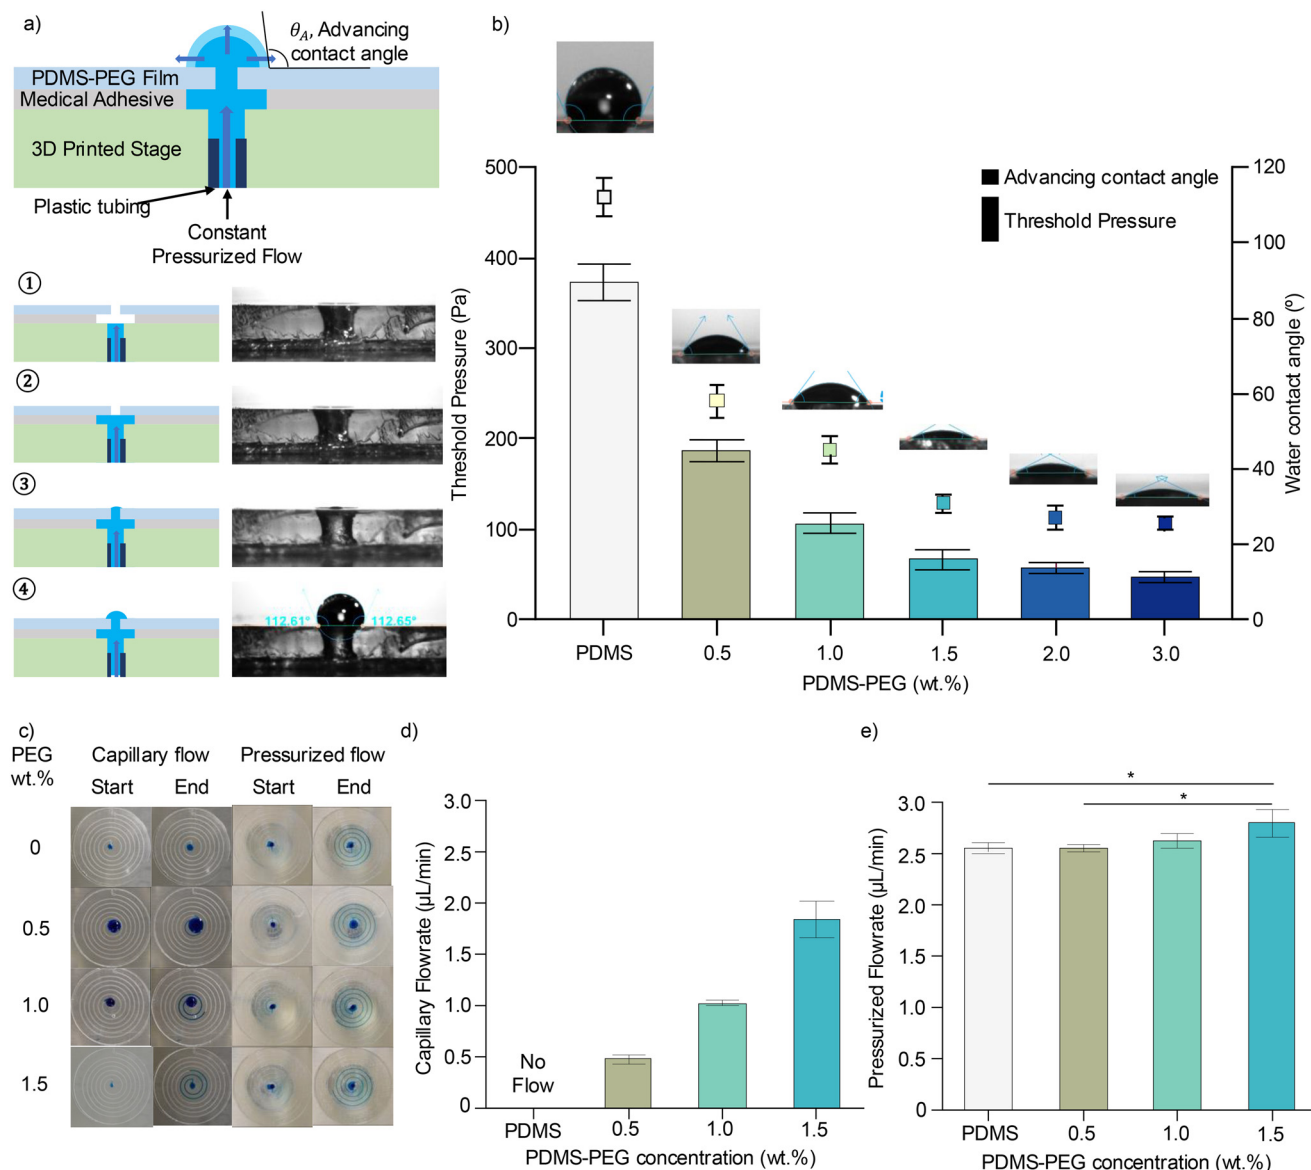 a)
θA, Advancing
contact angle
PDMS-PEG Film
Medical Adhesive
3D Printed Stage
Plastic tubing
Constant
Pressurized Flow
①
②
③
④
112.61°
112.65°
b)
Advancing contact angle
Threshold Pressure
Threshold Pressure (Pa)
500
400
300
200
100
0
Water contact angle (º)
120
100
80
60
40
20
0
PDMS
0.5
1.0
1.5
2.0
3.0
PDMS-PEG (wt.%)
c)
PEG
wt.%
Capillary flow
Pressurized flow
Start
End
Start
End
0
0.5
1.0
1.5
d)
Capillary Flowrate (µL/min)
3.0
2.5
2.0
1.5
1.0
0.5
0
No
Flow
PDMS
0.5
1.0
1.5
PDMS-PEG concentration (wt.%)
e)
Pressurized Flowrate (µL/min)
3.0
2.5
2.0
1.5
1.0
0.5
0
*
*
PDMS
0.5
1.0
1.5
PDMS-PEG concentration (wt.%)